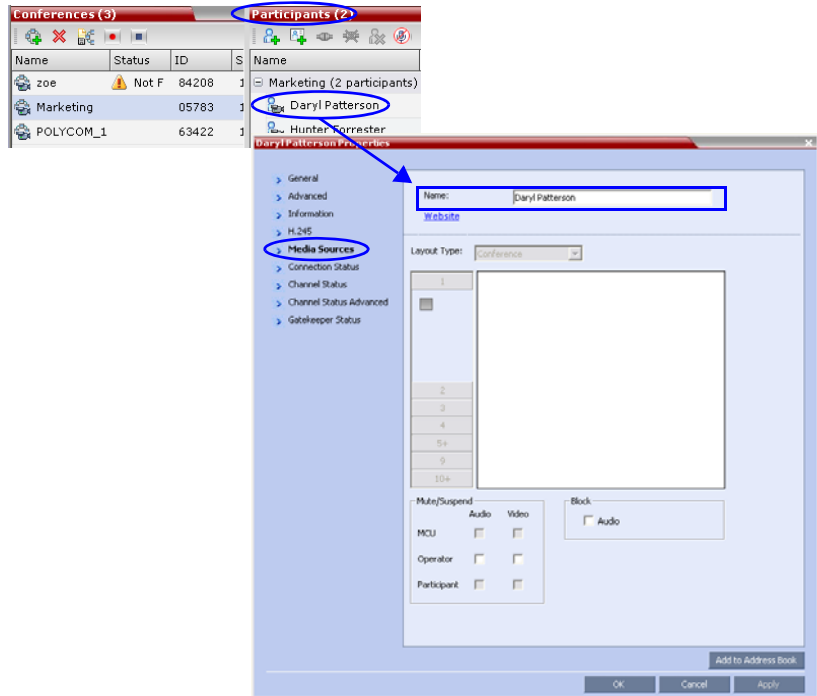 Conferences (3)
Participants (2)
Name Status ID S
Name
zoe Not F 84208 1
Marketing (2 participants)
Marketing 05783 1
Daryl Patterson
POLYCOM_1 63422 1
Hunter Forrester
Daryl Patterson Properties
General
Advanced
Information
H.245
Media Sources
Connection Status
Channel Status
Channel Status Advanced
Gatekeeper Status
Name: Daryl Patterson
Website
Layout Type: Conference
1
2
3
4
5+
9
10+
Mute/Suspend
Audio Video
MCU
Operator
Participant
Block
Audio
Add to Address Book
OK Cancel Apply